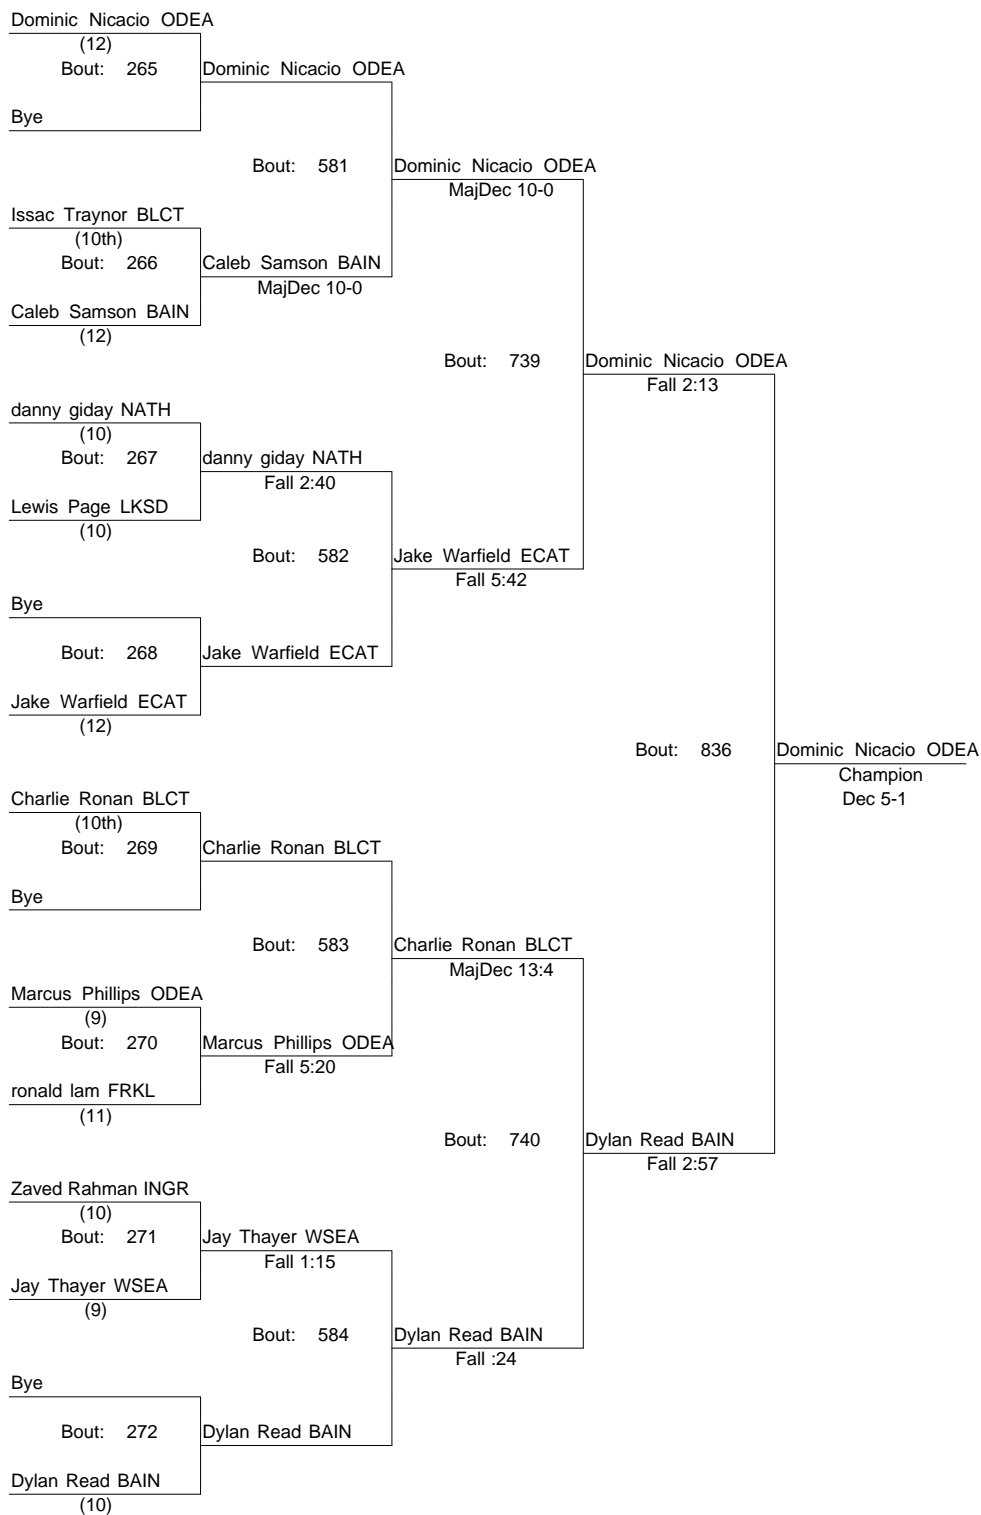 Dominic Nicacio ODEA
(12)
Bout: 265 Dominic Nicacio ODEA
Bye
Bout: 581 Dominic Nicacio ODEA
MajDec 10-0
Issac Traynor BLCT
(10th)
Bout: 266 Caleb Samson BAIN
MajDec 10-0
Caleb Samson BAIN
(12)
Bout: 739 Dominic Nicacio ODEA
Fall 2:13
danny giday NATH
(10)
Bout: 267 danny giday NATH
Fall 2:40
Lewis Page LKSD
(10)
Bout: 582 Jake Warfield ECAT
Fall 5:42
Bye
Bout: 268 Jake Warfield ECAT
Jake Warfield ECAT
(12)
Bout: 836 Dominic Nicacio ODEA
Champion
Dec 5-1
Charlie Ronan BLCT
(10th)
Bout: 269 Charlie Ronan BLCT
Bye
Bout: 583 Charlie Ronan BLCT
MajDec 13:4
Marcus Phillips ODEA
(9)
Bout: 270 Marcus Phillips ODEA
Fall 5:20
ronald lam FRKL
(11)
Bout: 740 Dylan Read BAIN
Fall 2:57
Zaved Rahman INGR
(10)
Bout: 271 Jay Thayer WSEA
Fall 1:15
Jay Thayer WSEA
(9)
Bout: 584 Dylan Read BAIN
Fall :24
Bye
Bout: 272 Dylan Read BAIN
Dylan Read BAIN
(10)